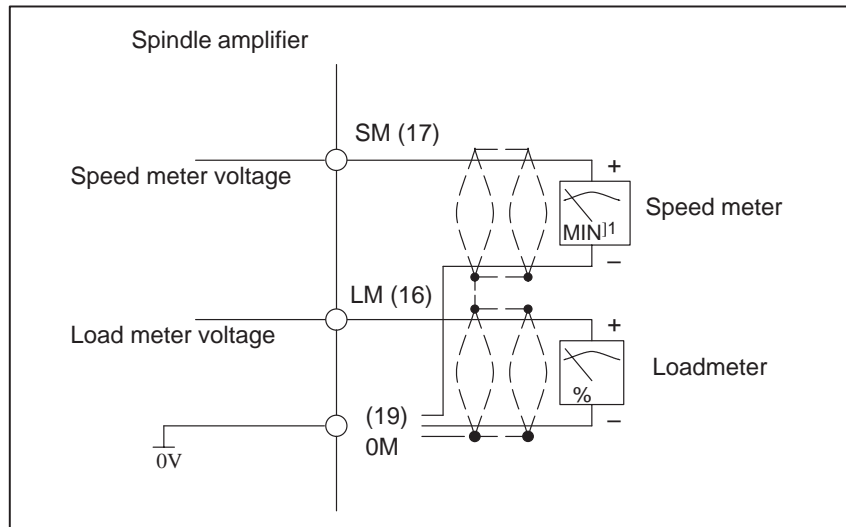 Spindle amplifier
SM (17)
Speed meter voltage
+
MIN]1
Speed meter
–
LM (16)
Load meter voltage
+
%
Loadmeter
–
(19)
0M
0V